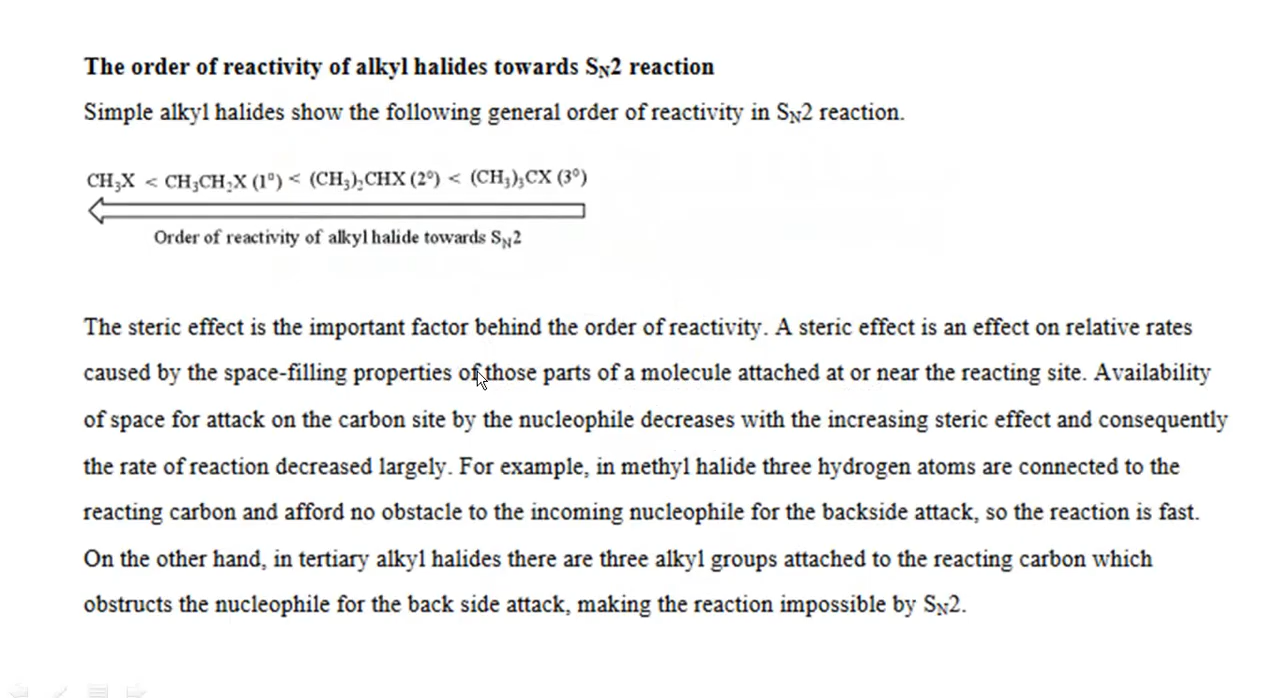 The order of reactivity of alkyl halides towards SN2 reaction
Simple alkyl halides show the following general order of reactivity in SN2 reaction.
CH₃X < CH₃CH₂X (1°) < (CH₃)₂CHX (2°) < (CH₃)₃CX (3°)
Order of reactivity of alkyl halide towards SN2
The steric effect is the important factor behind the order of reactivity. A steric effect is an effect on relative rates
caused by the space-filling properties of those parts of a molecule attached at or near the reacting site. Availability
of space for attack on the carbon site by the nucleophile decreases with the increasing steric effect and consequently
the rate of reaction decreased largely. For example, in methyl halide three hydrogen atoms are connected to the
reacting carbon and afford no obstacle to the incoming nucleophile for the backside attack, so the reaction is fast.
On the other hand, in tertiary alkyl halides there are three alkyl groups attached to the reacting carbon which
obstructs the nucleophile for the back side attack, making the reaction impossible by SN2.